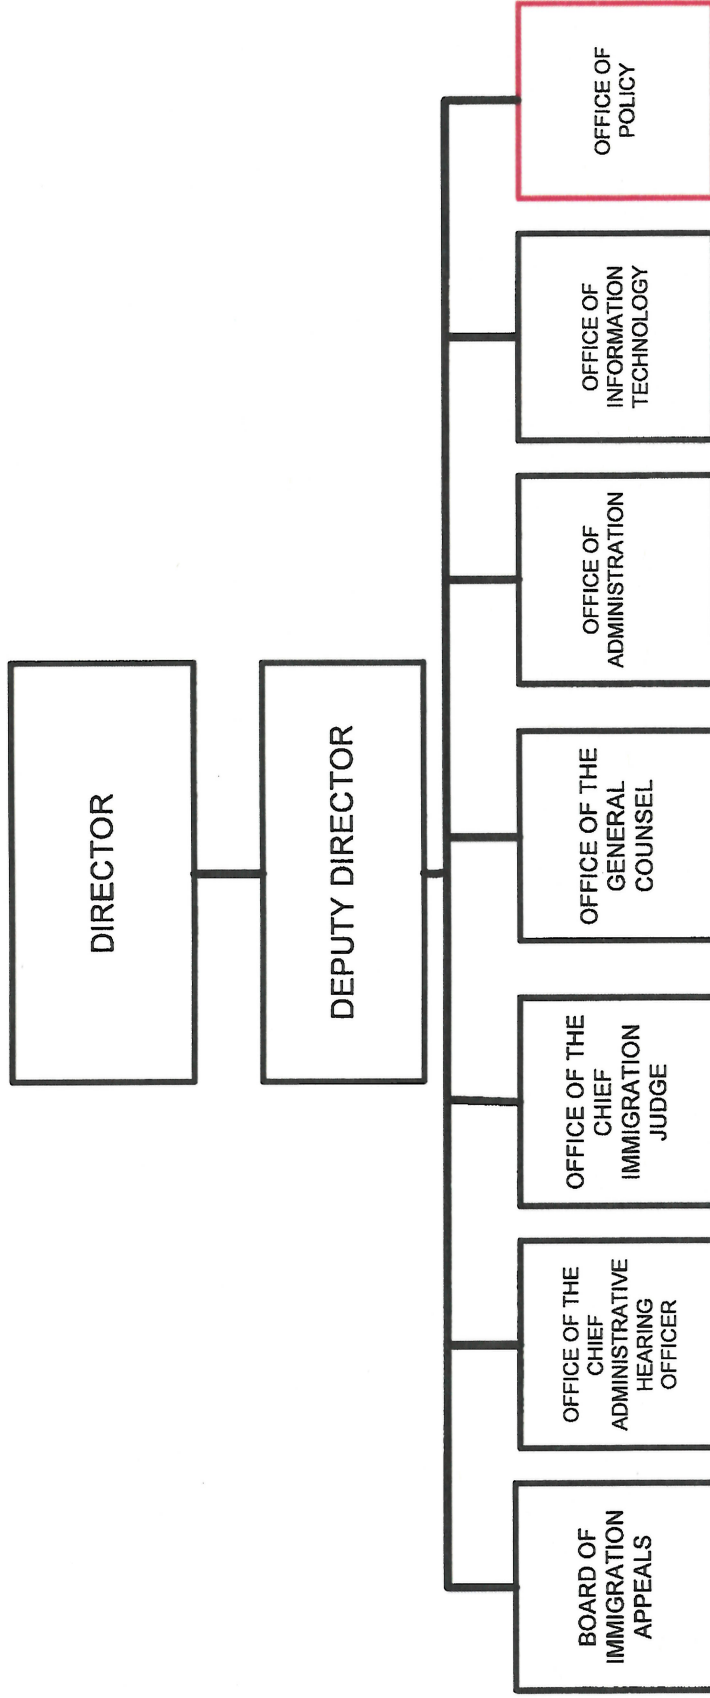 DIRECTOR
DEPUTY DIRECTOR
BOARD OF
IMMIGRATION
APPEALS
OFFICE OF THE
CHIEF
ADMINISTRATIVE
HEARING
OFFICER
OFFICE OF THE
CHIEF
IMMIGRATION
JUDGE
OFFICE OF THE
GENERAL
COUNSEL
OFFICE OF
ADMINISTRATION
OFFICE OF
INFORMATION
TECHNOLOGY
OFFICE OF
POLICY